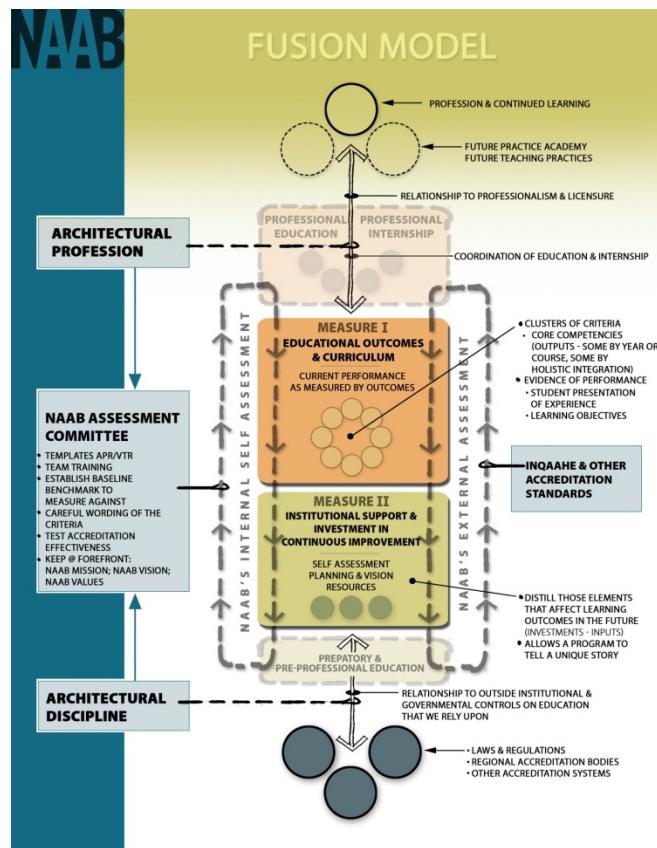 NAAB
FUSION MODEL
PROFESSION & CONTINUED LEARNING
FUTURE PRACTICE ACADEMY
FUTURE TEACHING PRACTICES
RELATIONSHIP TO PROFESSIONALISM & LICENSURE
PROFESSIONAL
EDUCATION
PROFESSIONAL
INTERNSHIP
ARCHITECTURAL
PROFESSION
COORDINATION OF EDUCATION & INTERNSHIP
NAAB'S INTERNAL SELF ASSESSMENT
MEASURE I
EDUCATIONAL OUTCOMES
& CURRICULUM
CURRENT PERFORMANCE
AS MEASURED BY OUTCOMES
NAAB'S EXTERNAL ASSESSMENT
• CLUSTERS OF CRITERIA
• CORE COMPETENCIES
(OUTPUTS - SOME BY YEAR OR
COURSE, SOME BY
HOLISTIC INTEGRATION)
• EVIDENCE OF PERFORMANCE
• STUDENT PRESENTATION
OF EXPERIENCE
• LEARNING OBJECTIVES
NAAB ASSESSMENT
COMMITTEE
• TEMPLATES APR/VTR
• TEAM TRAINING
• ESTABLISH BASELINE
BENCHMARK TO
MEASURE AGAINST
• CAREFUL WORDING OF THE
CRITERIA
• TEST ACCREDITATION
EFFECTIVENESS
• KEEP @ FOREFRONT:
NAAB MISSION; NAAB VISION;
NAAB VALUES
INQAAHE & OTHER
ACCREDITATION
STANDARDS
MEASURE II
INSTITUTIONAL SUPPORT &
INVESTMENT IN
CONTINUOUS IMPROVEMENT
SELF ASSESSMENT
PLANNING & VISION
RESOURCES
• DISTILL THOSE ELEMENTS
THAT AFFECT LEARNING
OUTCOMES IN THE FUTURE
(INVESTMENTS - INPUTS)
• ALLOWS A PROGRAM TO
TELL A UNIQUE STORY
PREPATORY &
PRE-PROFESSIONAL EDUCATION
ARCHITECTURAL
DISCIPLINE
RELATIONSHIP TO OUTSIDE INSTITUTIONAL &
GOVERNMENTAL CONTROLS ON EDUCATION
THAT WE RELY UPON
• LAWS & REGULATIONS
• REGIONAL ACCREDITATION BODIES
• OTHER ACCREDITATION SYSTEMS